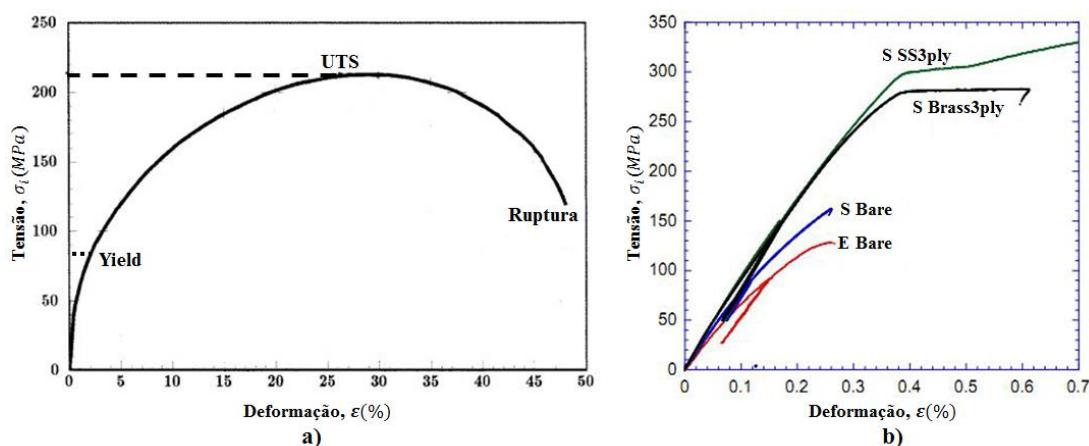 250
200
150
100
50
0
Tensão, σᵢ(MPa)
UTS
Yield
Ruptura
0 5 10 15 20 25 30 35 40 45 50
Deformação, ε(%)
a)
350
300
250
200
150
100
50
0
Tensão, σᵢ(MPa)
S SS3ply
S Brass3ply
S Bare
E Bare
0 0.1 0.2 0.3 0.4 0.5 0.6 0.7
Deformação, ε(%)
b)